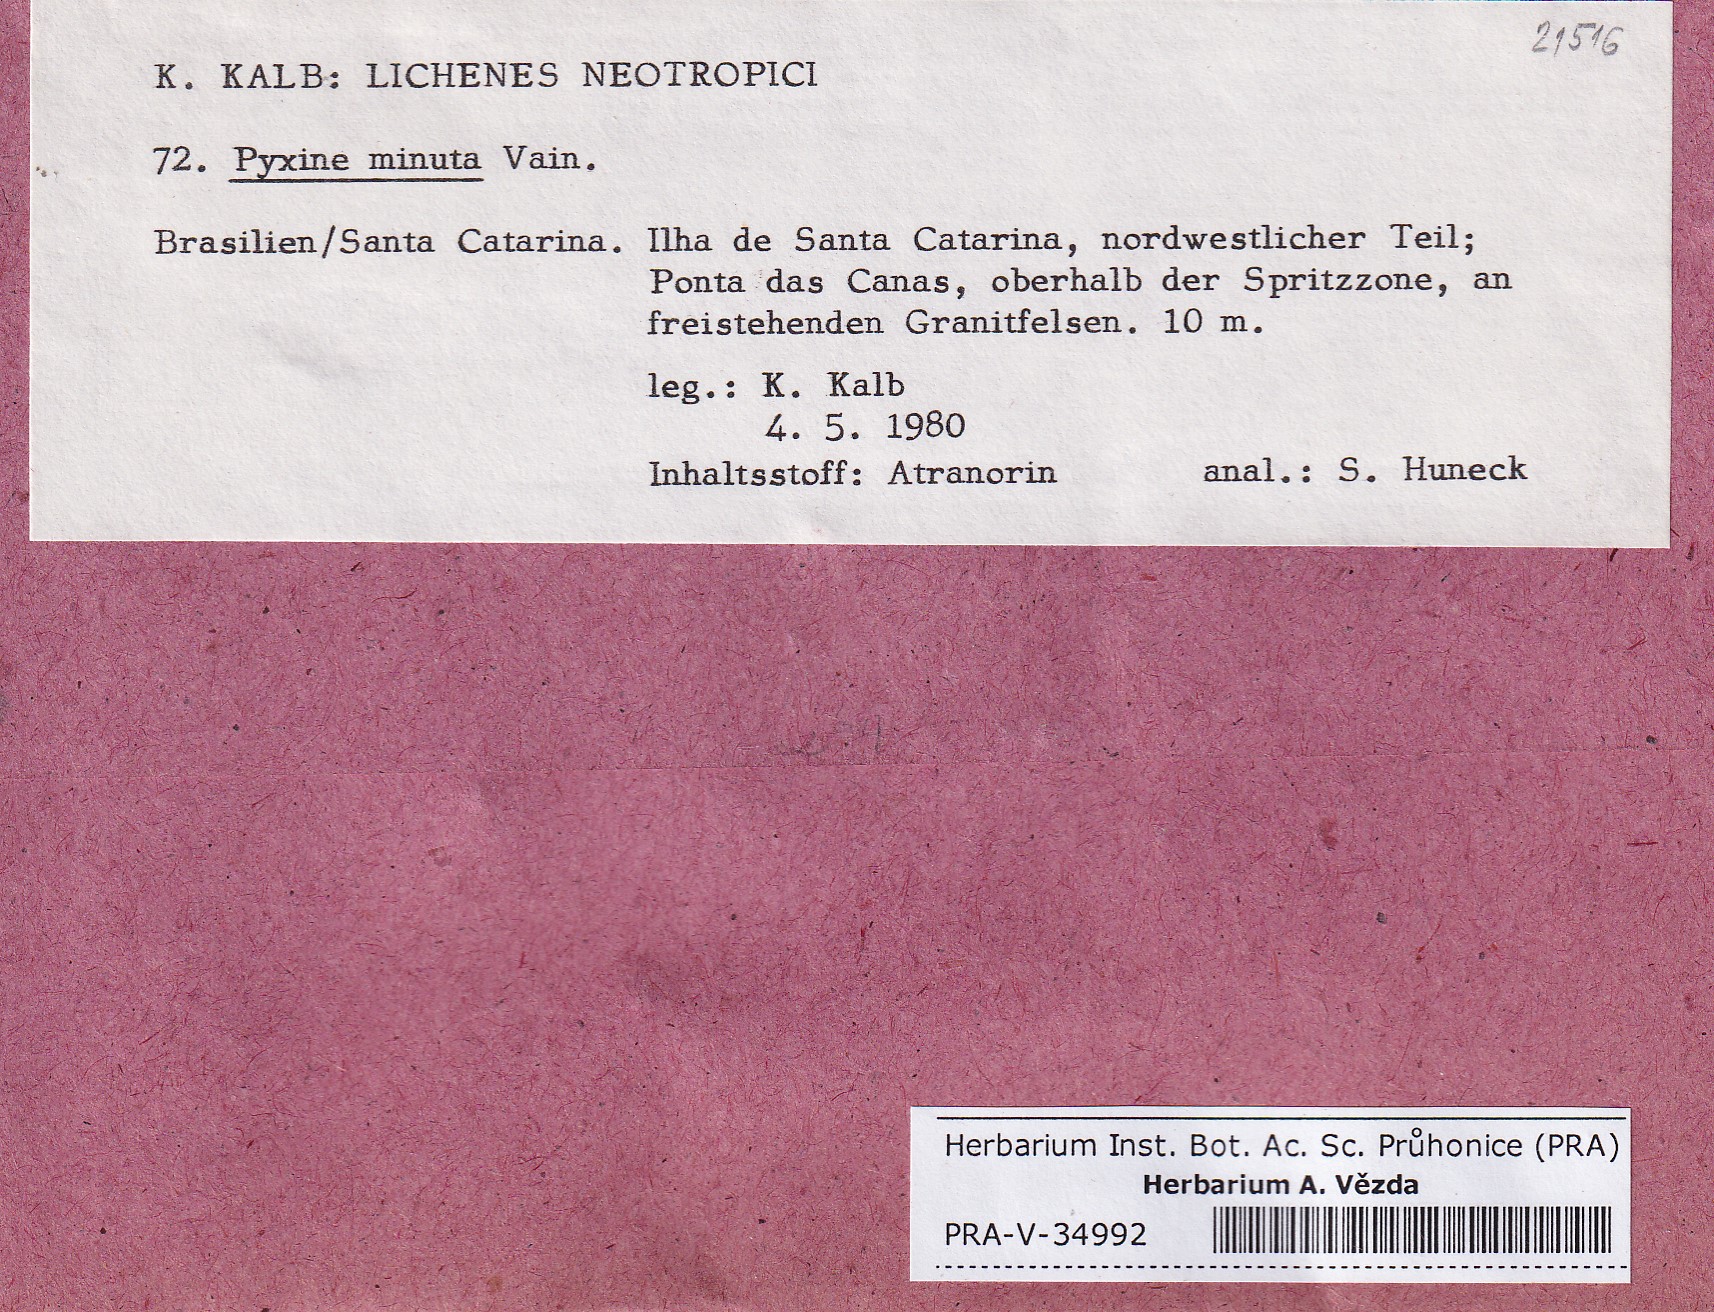 21516
K. KALB: LICHENES NEOTROPICI
72. Pyxine minuta Vain.
Brasilien/Santa Catarina. Ilha de Santa Catarina, nordwestlicher Teil;
Ponta das Canas, oberhalb der Spritzzone, an
freistehenden Granitfelsen. 10 m.
leg.: K. Kalb
4. 5. 1980
Inhaltsstoff: Atranorin anal.: S. Huneck
Herbarium Inst. Bot. Ac. Sc. Průhonice (PRA)
Herbarium A. Vězda
PRA-V-34992